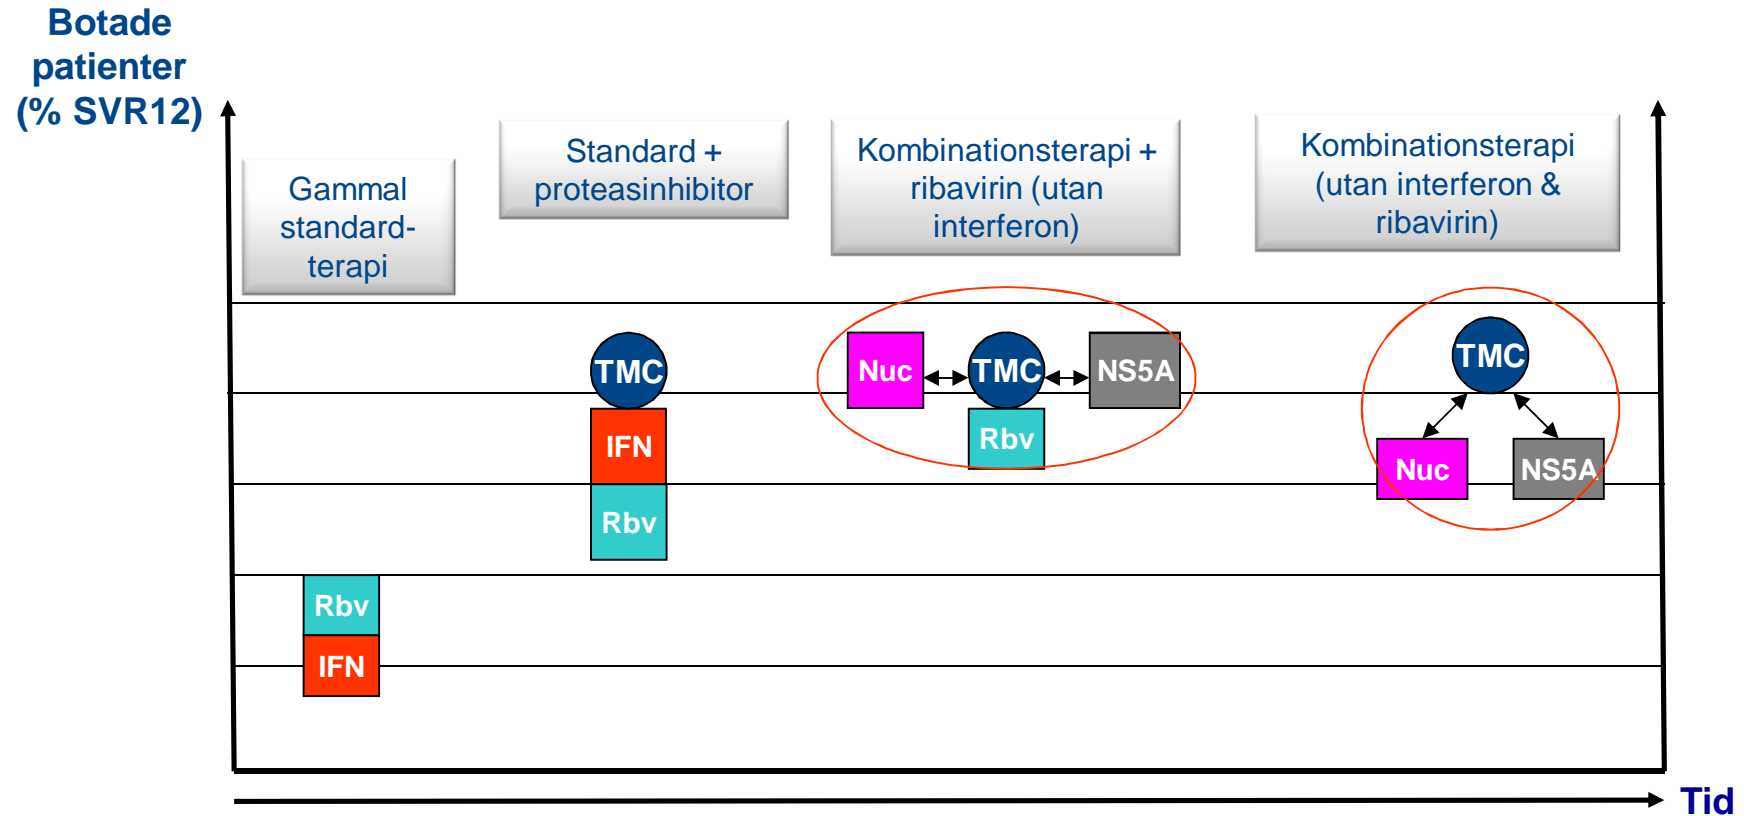 Botade
patienter
(% SVR12)
Gammal
standard-
terapi
Standard +
proteasinhibitor
Kombinationsterapi +
ribavirin (utan
interferon)
Kombinationsterapi
(utan interferon &
ribavirin)
Rbv
IFN
TMC
IFN
Rbv
Nuc
TMC
NS5A
Rbv
TMC
Nuc
NS5A
Tid